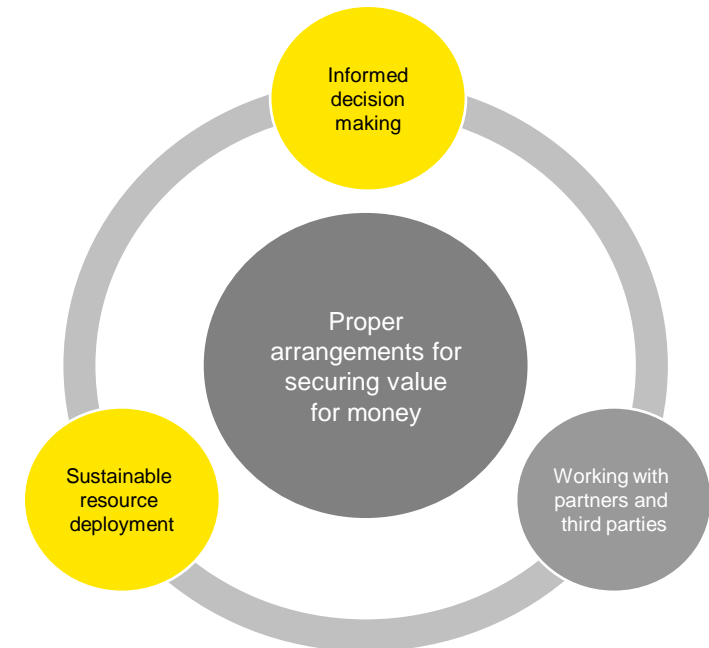 Informed
decision
making
Proper
arrangements for
securing value
for money
Sustainable
resource
deployment
Working with
partners and
third parties